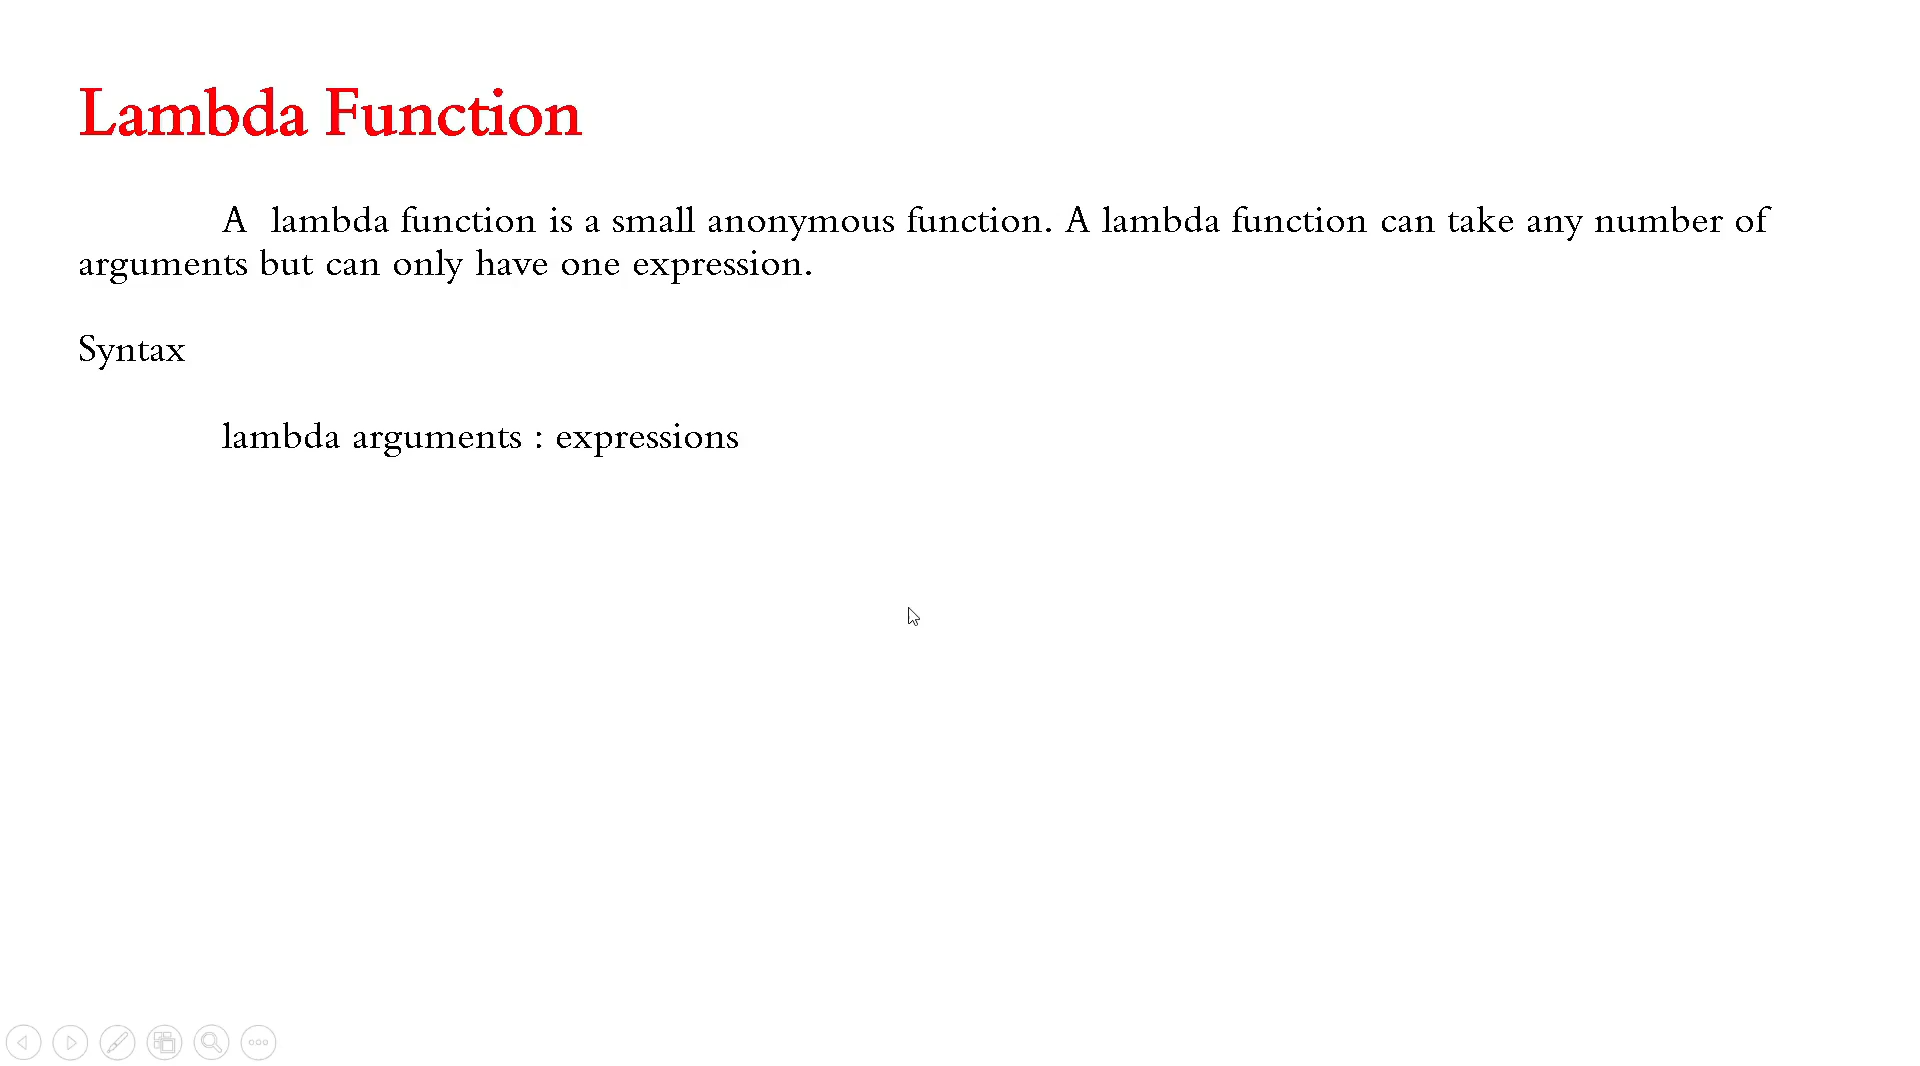 Lambda Function
A lambda function is a small anonymous function. A lambda function can take any number of
arguments but can only have one expression.
Syntax
lambda arguments : expressions